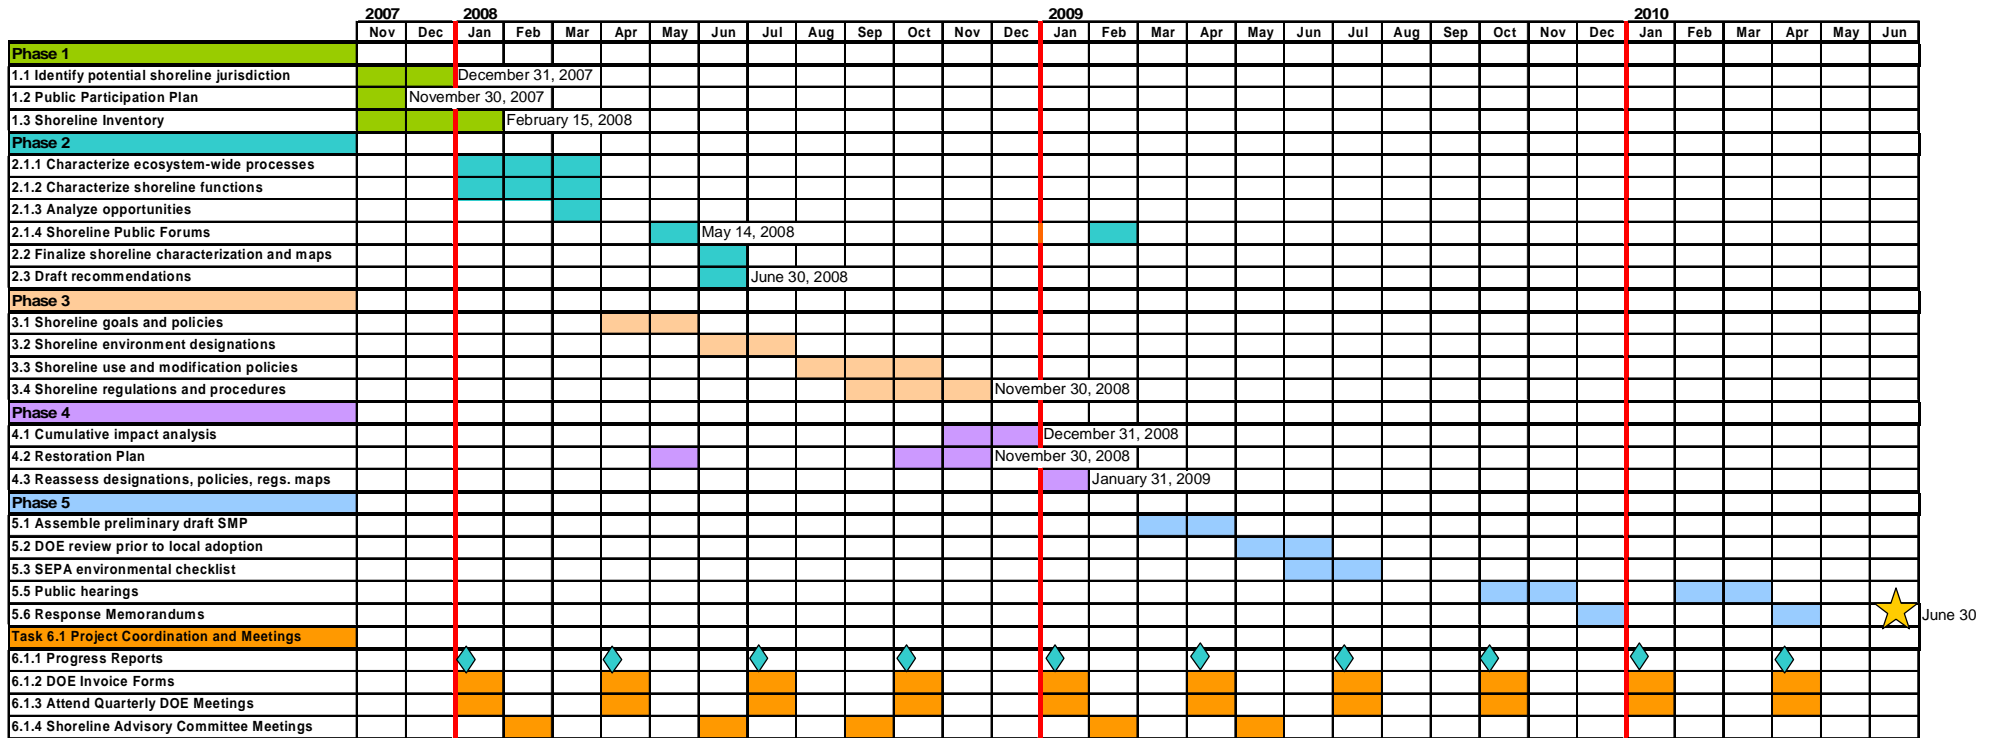 2007 2008 2009 2010
Nov Dec Jan Feb Mar Apr May Jun Jul Aug Sep Oct Nov Dec Jan Feb Mar Apr May Jun Jul Aug Sep Oct Nov Dec Jan Feb Mar Apr May Jun
Phase 1
1.1 Identify potential shoreline jurisdiction December 31, 2007
1.2 Public Participation Plan November 30, 2007
1.3 Shoreline Inventory February 15, 2008
Phase 2
2.1.1 Characterize ecosystem-wide processes
2.1.2 Characterize shoreline functions
2.1.3 Analyze opportunities
2.1.4 Shoreline Public Forums May 14, 2008
2.2 Finalize shoreline characterization and maps
2.3 Draft recommendations June 30, 2008
Phase 3
3.1 Shoreline goals and policies
3.2 Shoreline environment designations
3.3 Shoreline use and modification policies
3.4 Shoreline regulations and procedures November 30, 2008
Phase 4
4.1 Cumulative impact analysis December 31, 2008
4.2 Restoration Plan November 30, 2008
4.3 Reassess designations, policies, regs. maps January 31, 2009
Phase 5
5.1 Assemble preliminary draft SMP
5.2 DOE review prior to local adoption
5.3 SEPA environmental checklist
5.5 Public hearings
5.6 Response Memorandums June 30
Task 6.1 Project Coordination and Meetings
6.1.1 Progress Reports
6.1.2 DOE Invoice Forms
6.1.3 Attend Quarterly DOE Meetings
6.1.4 Shoreline Advisory Committee Meetings